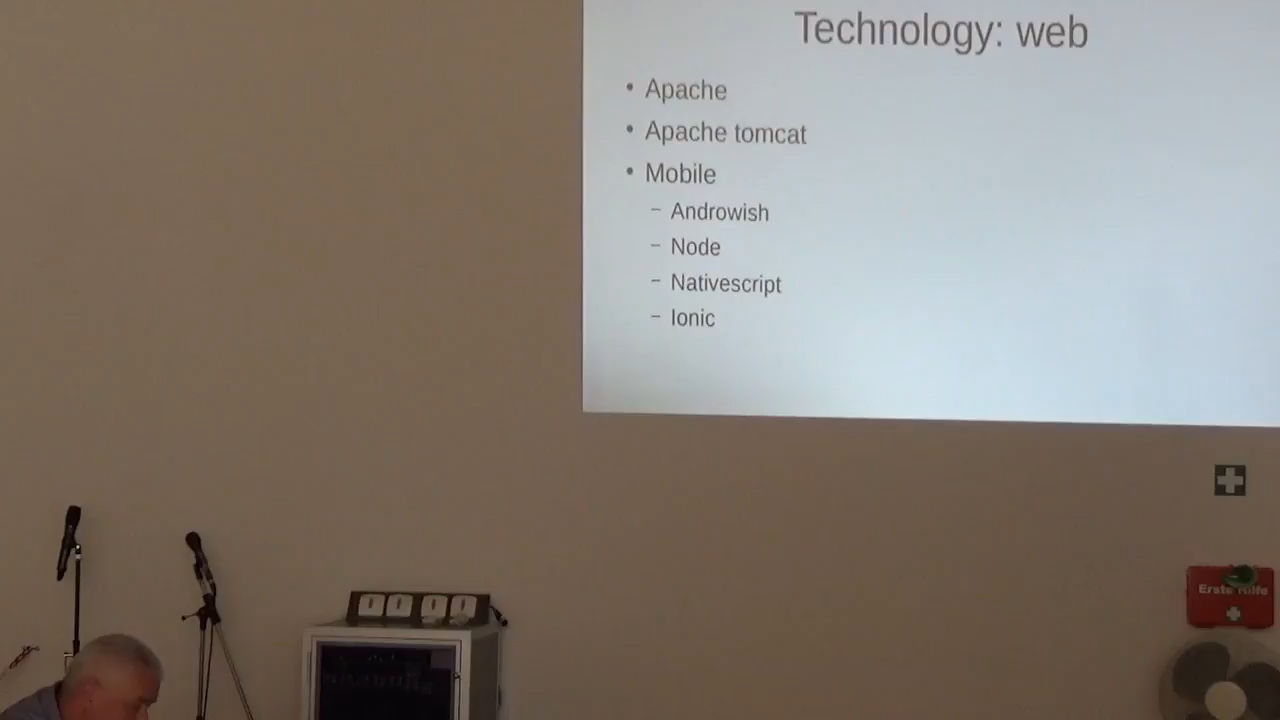 Technology: web
• Apache
• Apache tomcat
• Mobile
– Androwish
– Node
– Nativescript
– Ionic
Erste Hilfe